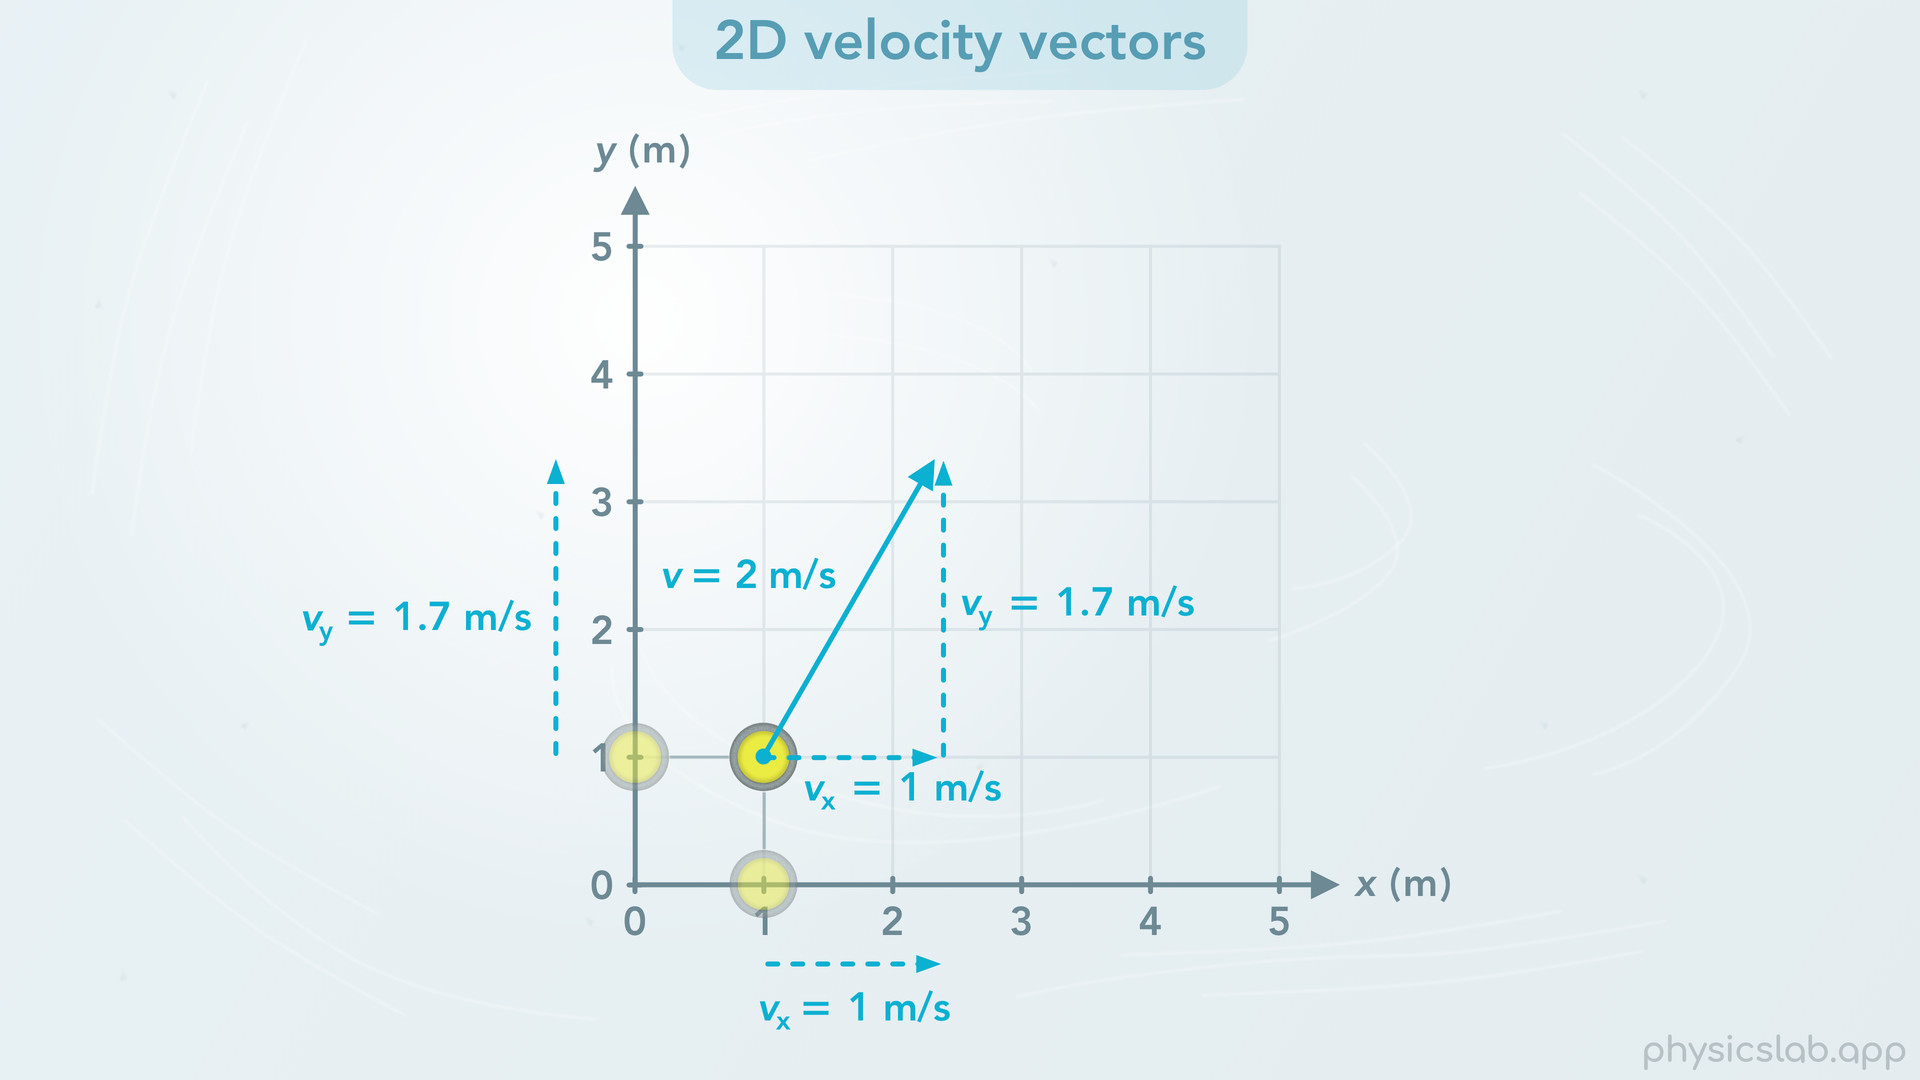 2D velocity vectors
y (m)
5
4
3
v = 2 m/s
vy = 1.7 m/s
vy = 1.7 m/s
2
1
vx = 1 m/s
0
x (m)
0 1 2 3 4 5
vx = 1 m/s
physicslab.app